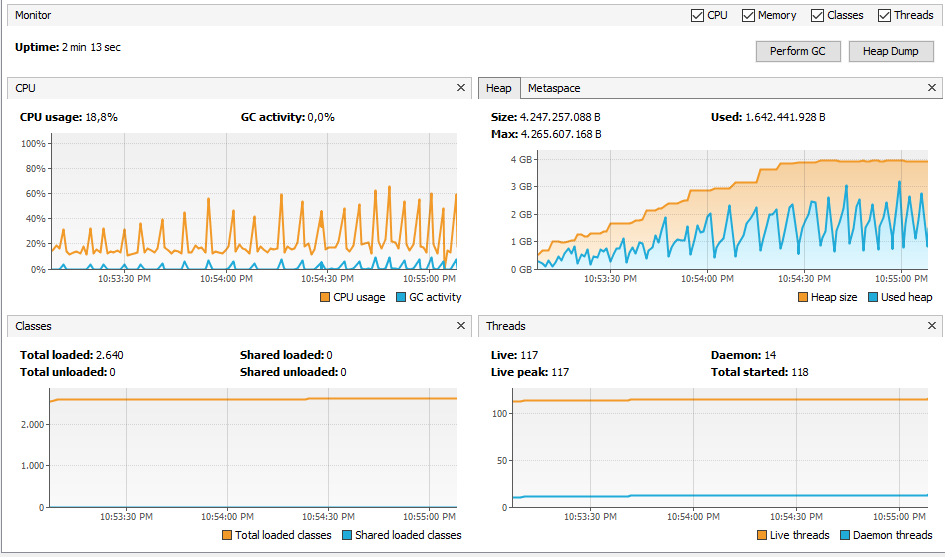 Monitor CPU Memory Classes Threads
Uptime: 2 min 13 sec
Perform GC Heap Dump
CPU
CPU usage: 18,8% GC activity: 0,0%
100%
80%
60%
40%
20%
0%
10:53:30 PM 10:54:00 PM 10:54:30 PM 10:55:00 PM
CPU usage GC activity
Heap Metaspace
Size: 4.247.257.088 B Used: 1.642.441.928 B
Max: 4.265.607.168 B
4 GB
3 GB
2 GB
1 GB
0 GB
10:53:30 PM 10:54:00 PM 10:54:30 PM 10:55:00 PM
Heap size Used heap
Classes
Total loaded: 2.640 Shared loaded: 0
Total unloaded: 0 Shared unloaded: 0
2.000
1.000
0
10:53:30 PM 10:54:00 PM 10:54:30 PM 10:55:00 PM
Total loaded classes Shared loaded classes
Threads
Live: 117 Daemon: 14
Live peak: 117 Total started: 118
100
50
0
10:53:30 PM 10:54:00 PM 10:54:30 PM 10:55:00 PM
Live threads Daemon threads